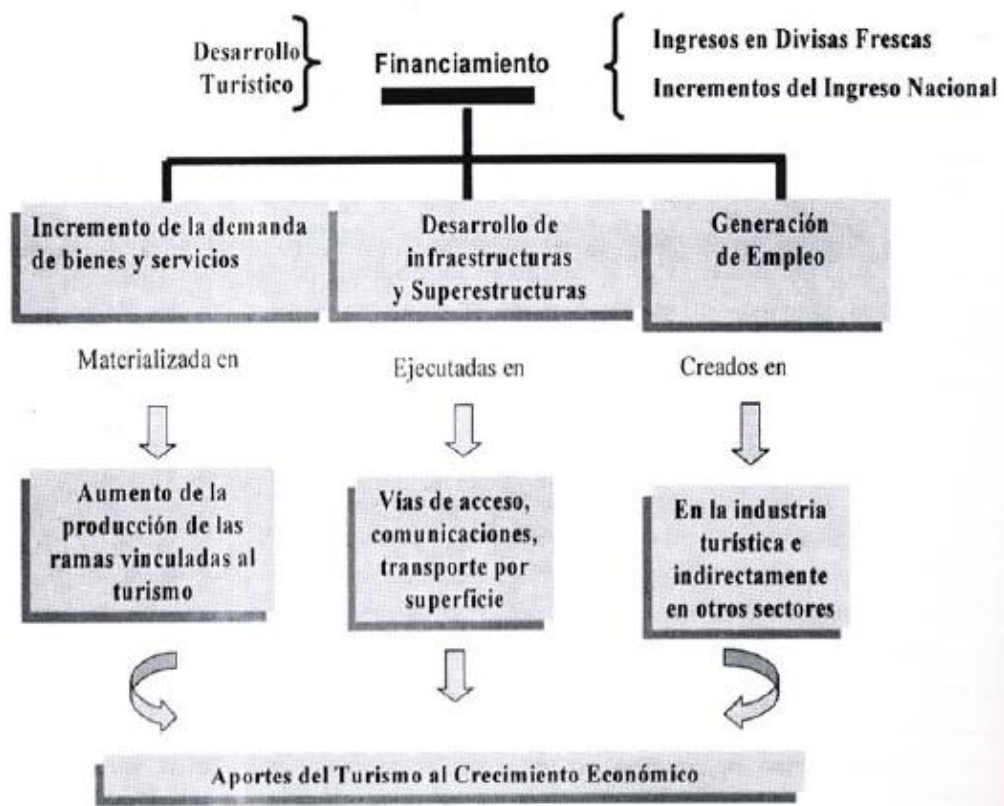 Desarrollo
Turístico
Financiamiento
Ingresos en Divisas Frescas
Incrementos del Ingreso Nacional
Incremento de la demanda
de bienes y servicios
Desarrollo de
infraestructuras
y Superestructuras
Generación
de Empleo
Materializada en
Ejecutadas en
Creados en
Aumento de la
producción de las
ramas vinculadas al
turismo
Vías de acceso,
comunicaciones,
transporte por
superficie
En la industria
turística e
indirectamente
en otros sectores
Aportes del Turismo al Crecimiento Económico